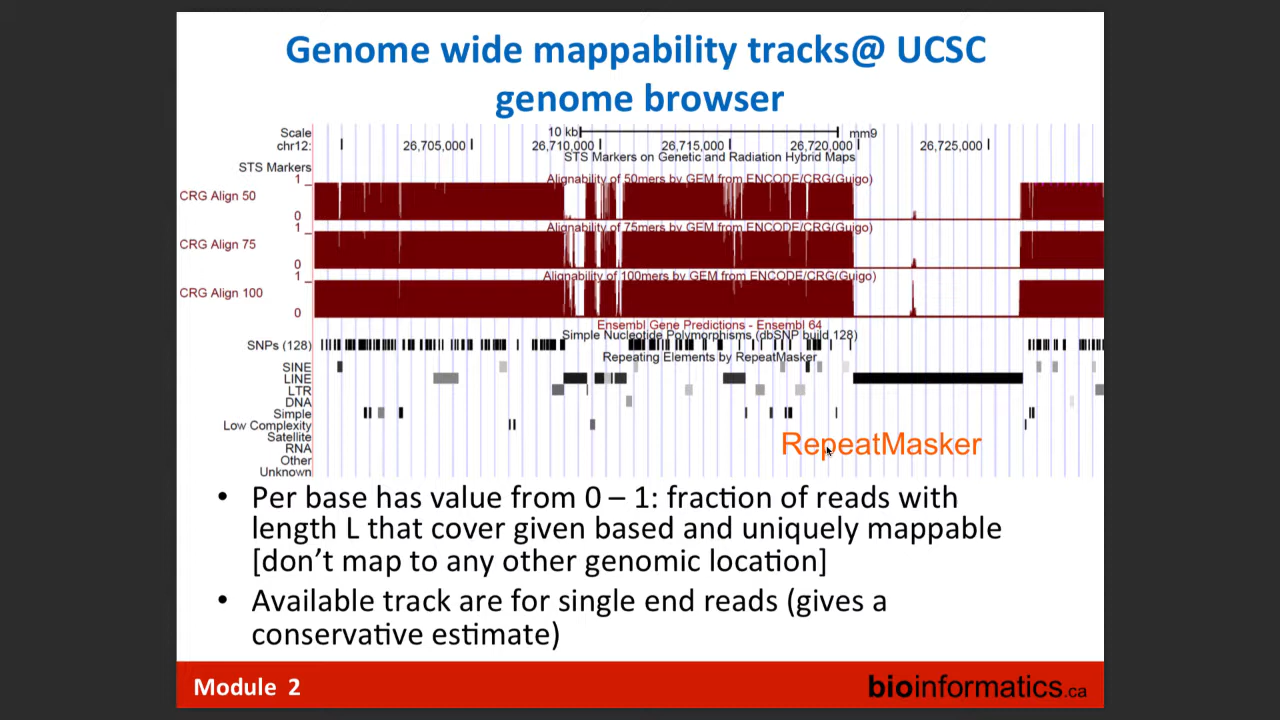 Genome wide mappability tracks@ UCSC
genome browser
Scale 10 kb mm9
chr12: 26,705,000 26,710,000 26,715,000 26,720,000 26,725,000
STS Markers on Genetic and Radiation Hybrid Maps
STS Markers
Alignability of 50mers by GEM from ENCODE/CRG(Guigo)
1
CRG Align 50
0
Alignability of 75mers by GEM from ENCODE/CRG(Guigo)
1
CRG Align 75
0
Alignability of 100mers by GEM from ENCODE/CRG(Guigo)
1
CRG Align 100
0
Ensembl Gene Predictions - Ensembl 64
Simple Nucleotide Polymorphisms (dbSNP build 128)
SNPs (128)
Repeating Elements by RepeatMasker
SINE
LINE
LTR
DNA
Simple
Low Complexity
Satellite
RNA
Other
Unknown
RepeatMasker
• Per base has value from 0 – 1: fraction of reads with
length L that cover given based and uniquely mappable
[don’t map to any other genomic location]
• Available track are for single end reads (gives a
conservative estimate)
Module 2
bioinformatics.ca